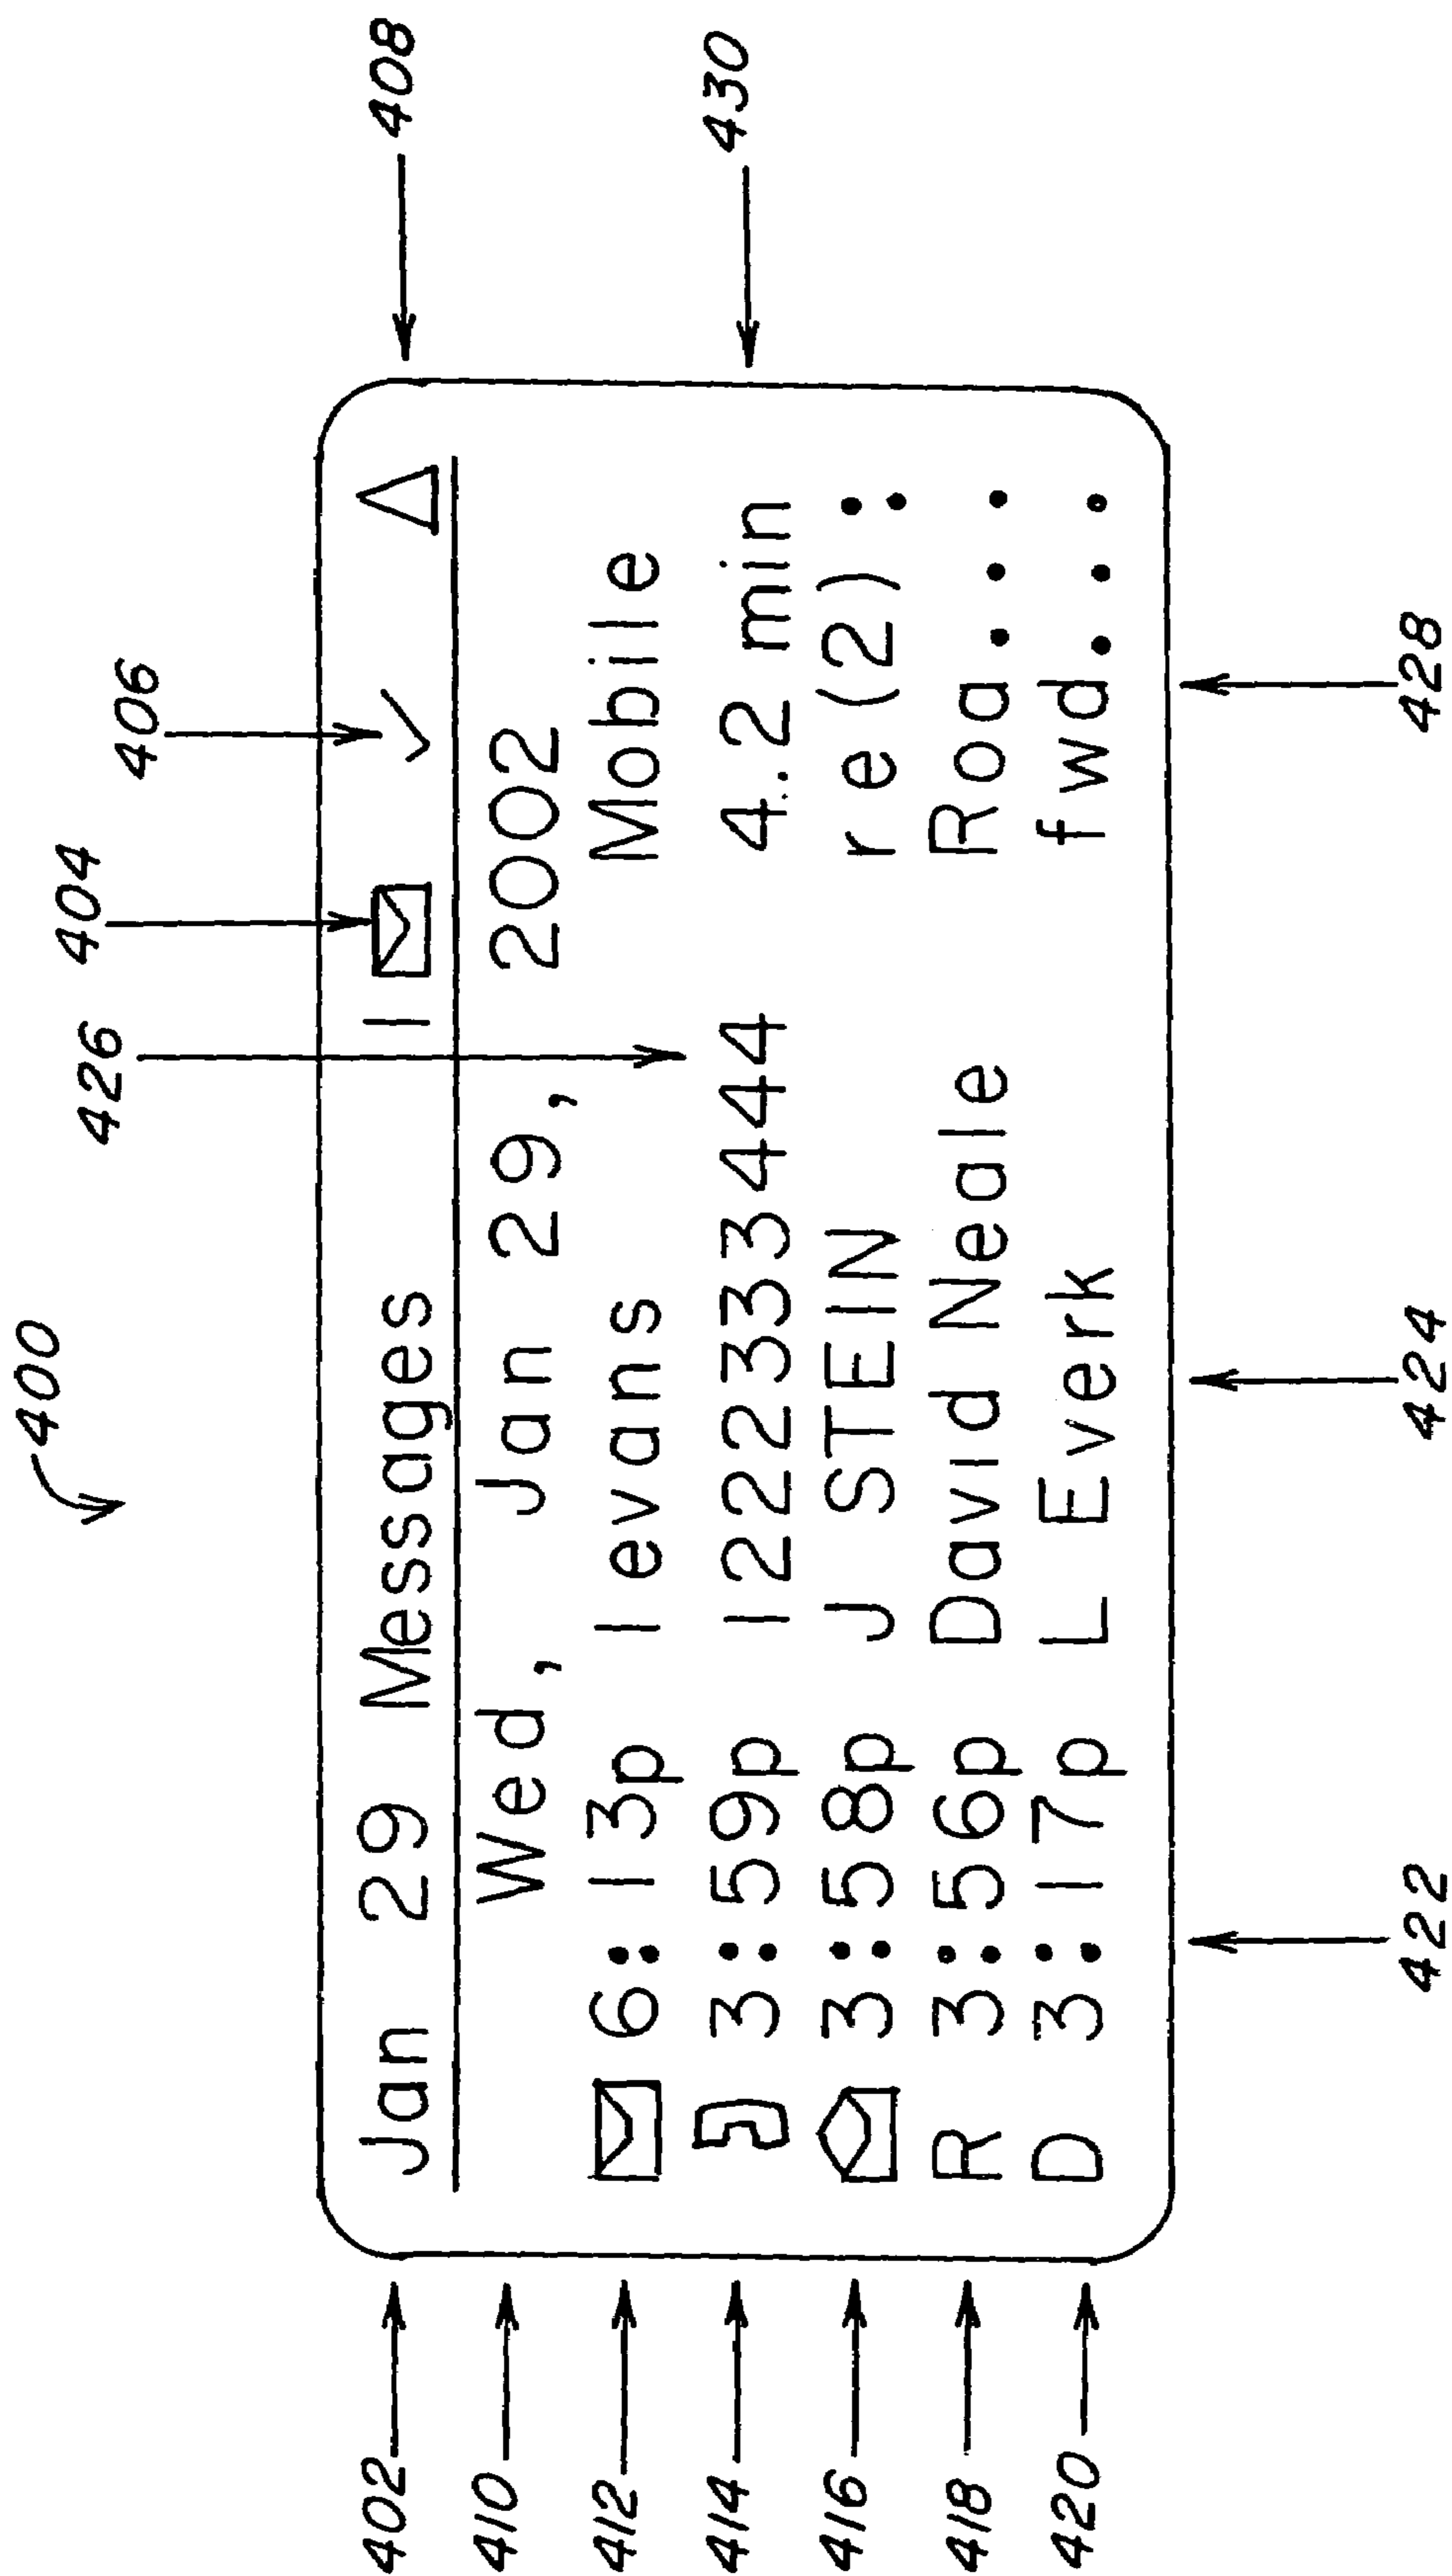 400
426 404 406
402 Jan 29 Messages 1 408
410 Wed, Jan 29, 2002
412 6:13p levans Mobile
414 3:59p 1222333444 4.2 min 430
416 3:58p J STEIN re(2):
418 R 3:56p David Neale Roa...
420 D 3:17p L Everk fwd...
422 424 428